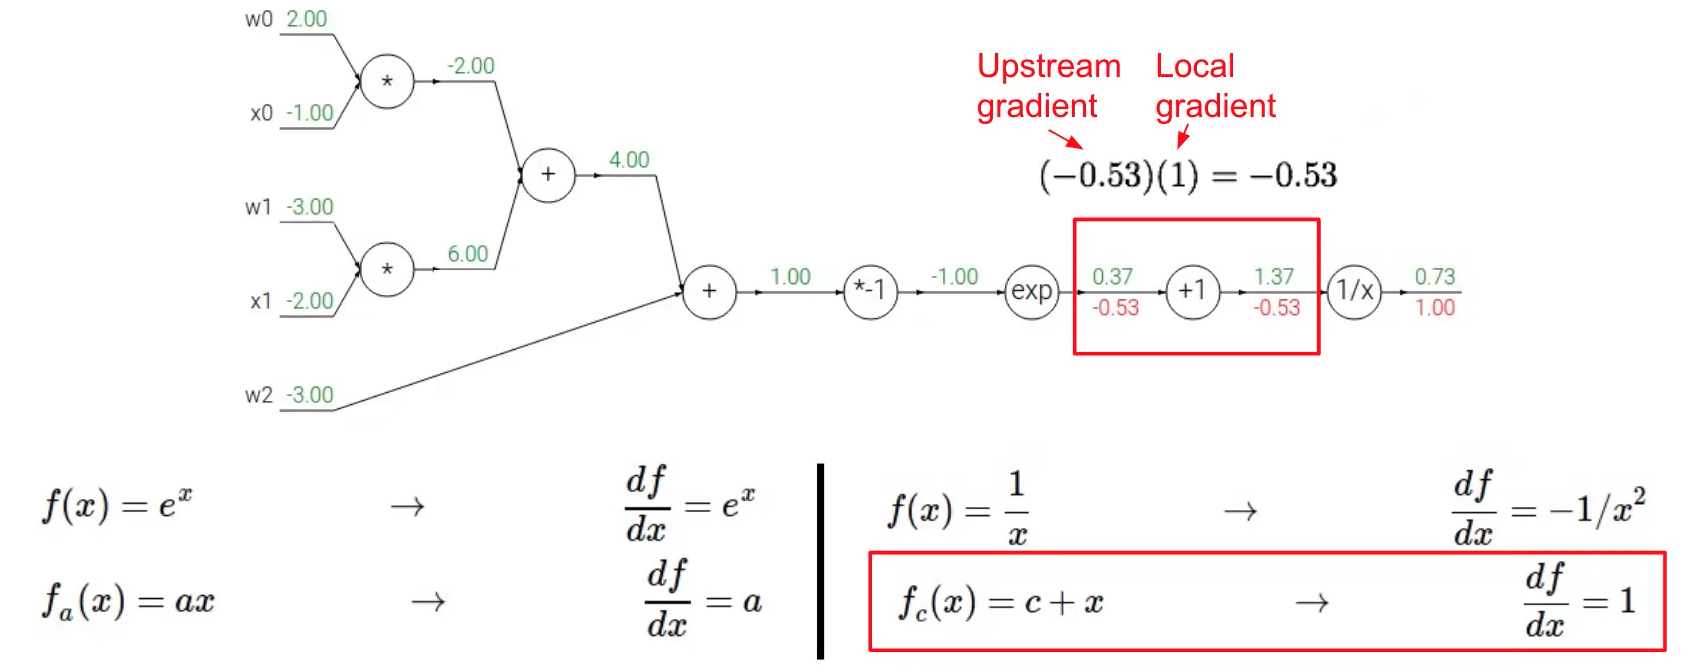 w0 2.00
*
-2.00
x0 -1.00
+
4.00
w1 -3.00
*
6.00
x1 -2.00
w2 -3.00
+
1.00
*-1
-1.00
exp
0.37
-0.53
+1
1.37
-0.53
1/x
0.73
1.00
Upstream gradient
Local gradient
(−0.53)(1) = −0.53
f(x) = e^x → df/dx = e^x
f_a(x) = ax → df/dx = a
f(x) = 1/x → df/dx = −1/x²
f_c(x) = c + x → df/dx = 1